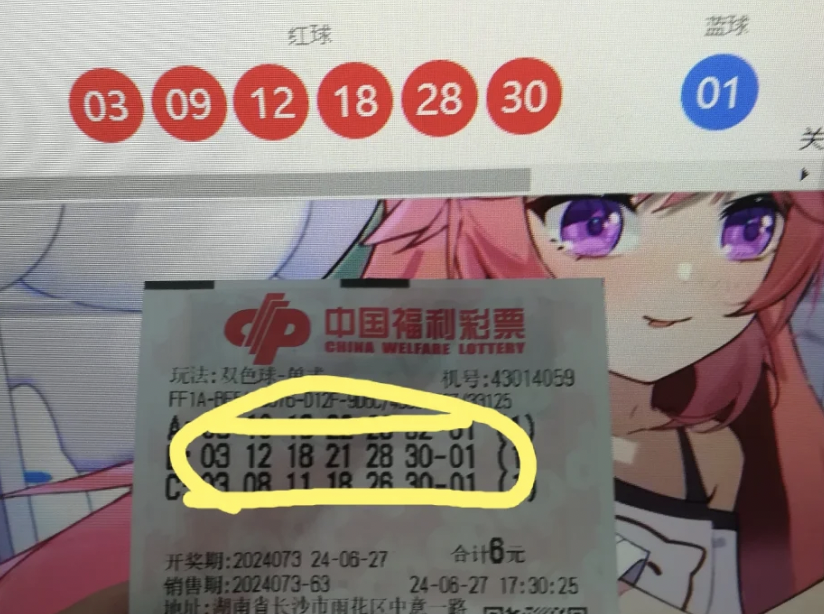 红球 蓝球
03 09 12 18 28 30 01
关
中国福利彩票
CHINA WELFARE LOTTERY
玩法:双色球-单式 机号:43014059
03 12 18 21 28 30-01
03 08 11 18 26 30-01
开奖期:2024073 24-06-27 合计6元
销售期:2024073-63 24-06-27 17:30:25
地址:湖南省长沙市雨花区中意一路